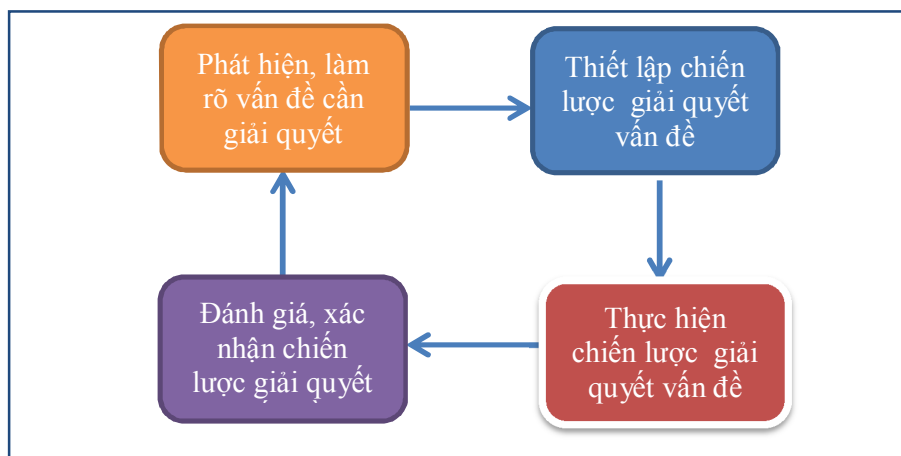 Phát hiện, làm
rõ vấn đề cần
giải quyết
Thiết lập chiến
lược giải quyết
vấn đề
Đánh giá, xác
nhận chiến
lược giải quyết
Thực hiện
chiến lược giải
quyết vấn đề